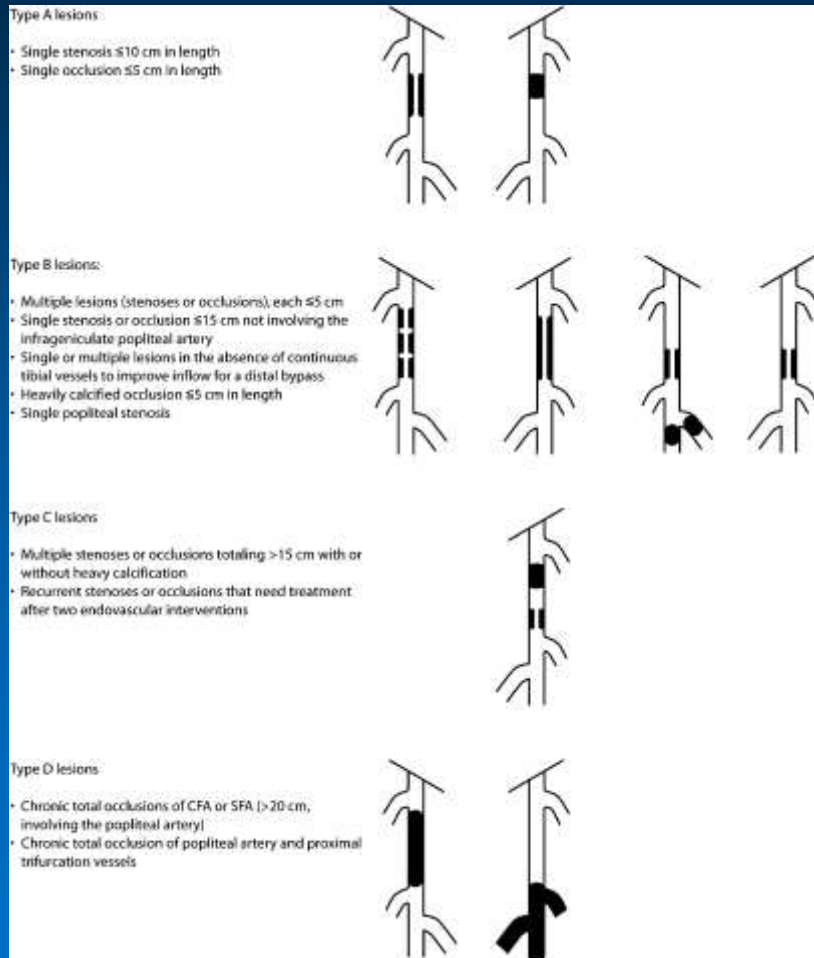 Type A lesions
• Single stenosis ≤10 cm in length
• Single occlusion ≤5 cm in length
Type B lesions:
• Multiple lesions (stenoses or occlusions), each ≤5 cm
• Single stenosis or occlusion ≤15 cm not involving the
infrageniculate popliteal artery
• Single or multiple lesions in the absence of continuous
tibial vessels to improve inflow for a distal bypass
• Heavily calcified occlusion ≤5 cm in length
• Single popliteal stenosis
Type C lesions
• Multiple stenoses or occlusions totaling >15 cm with or
without heavy calcification
• Recurrent stenoses or occlusions that need treatment
after two endovascular interventions
Type D lesions
• Chronic total occlusions of CFA or SFA (>20 cm,
involving the popliteal artery)
• Chronic total occlusion of popliteal artery and proximal
trifurcation vessels